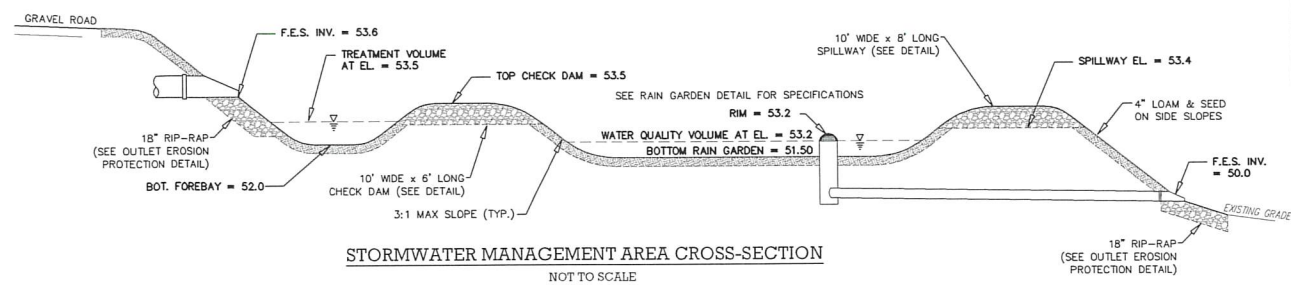 GRAVEL ROAD
F.E.S. INV. = 53.6
TREATMENT VOLUME
AT EL. = 53.5
TOP CHECK DAM = 53.5
10' WIDE x 8' LONG
SPILLWAY (SEE DETAIL)
SPILLWAY EL. = 53.4
SEE RAIN GARDEN DETAIL FOR SPECIFICATIONS
RIM = 53.2
4" LOAM & SEED
ON SIDE SLOPES
18" RIP-RAP
(SEE OUTLET EROSION
PROTECTION DETAIL)
WATER QUALITY VOLUME AT EL. = 53.2
BOTTOM RAIN GARDEN = 51.50
F.E.S. INV.
= 50.0
BOT. FOREBAY = 52.0
10' WIDE x 6' LONG
CHECK DAM (SEE DETAIL)
3:1 MAX SLOPE (TYP.)
EXISTING GRADE
18" RIP-RAP
(SEE OUTLET EROSION
PROTECTION DETAIL)
STORMWATER MANAGEMENT AREA CROSS-SECTION
NOT TO SCALE